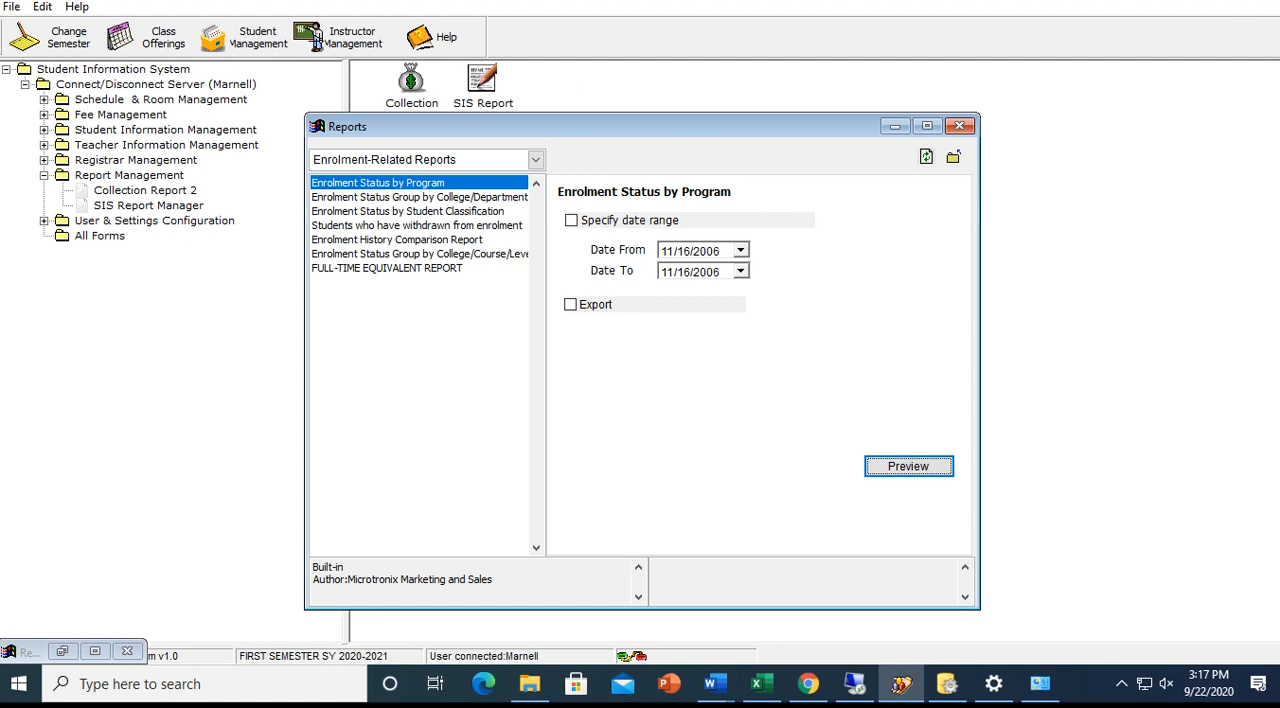 File Edit Help
Change Semester
Class Offerings
Student Management
Instructor Management
Help
Student Information System
Connect/Disconnect Server (Marnell)
Schedule & Room Management
Fee Management
Student Information Management
Teacher Information Management
Registrar Management
Report Management
Collection Report 2
SIS Report Manager
User & Settings Configuration
All Forms
Collection
SIS Report
Reports
Enrolment-Related Reports
Enrolment Status by Program
Enrolment Status Group by College/Department
Enrolment Status by Student Classification
Students who have withdrawn from enrolment
Enrolment History Comparison Report
Enrolment Status Group by College/Course/Leve
FULL-TIME EQUIVALENT REPORT
Enrolment Status by Program
Specify date range
Date From 11/16/2006
Date To 11/16/2006
Export
Preview
Built-in
Author:Microtronix Marketing and Sales
Re...
m v1.0
FIRST SEMESTER SY 2020-2021
User connected:Marnell
Type here to search
3:17 PM
9/22/2020